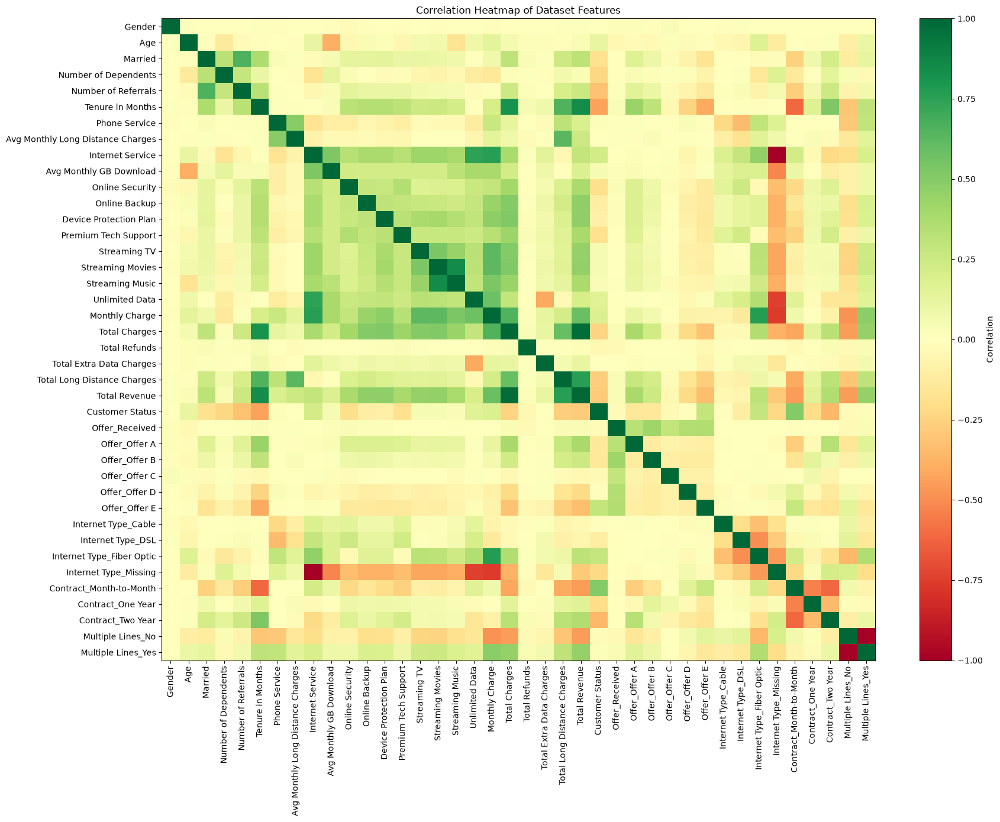 Correlation Heatmap of Dataset Features
Gender
Age
Married
Number of Dependents
Number of Referrals
Tenure in Months
Phone Service
Avg Monthly Long Distance Charges
Internet Service
Avg Monthly GB Download
Online Security
Online Backup
Device Protection Plan
Premium Tech Support
Streaming TV
Streaming Movies
Streaming Music
Unlimited Data
Monthly Charge
Total Charges
Total Refunds
Total Extra Data Charges
Total Long Distance Charges
Total Revenue
Customer Status
Offer_Received
Offer_Offer A
Offer_Offer B
Offer_Offer C
Offer_Offer D
Offer_Offer E
Internet Type_Cable
Internet Type_DSL
Internet Type_Fiber Optic
Internet Type_Missing
Contract_Month-to-Month
Contract_One Year
Contract_Two Year
Multiple Lines_No
Multiple Lines_Yes
Gender
Age
Married
Number of Dependents
Number of Referrals
Tenure in Months
Phone Service
Avg Monthly Long Distance Charges
Internet Service
Avg Monthly GB Download
Online Security
Online Backup
Device Protection Plan
Premium Tech Support
Streaming TV
Streaming Movies
Streaming Music
Unlimited Data
Monthly Charge
Total Charges
Total Refunds
Total Extra Data Charges
Total Long Distance Charges
Total Revenue
Customer Status
Offer_Received
Offer_Offer A
Offer_Offer B
Offer_Offer C
Offer_Offer D
Offer_Offer E
Internet Type_Cable
Internet Type_DSL
Internet Type_Fiber Optic
Internet Type_Missing
Contract_Month-to-Month
Contract_One Year
Contract_Two Year
Multiple Lines_No
Multiple Lines_Yes
1.00
0.75
0.50
0.25
0.00
−0.25
−0.50
−0.75
−1.00
Correlation